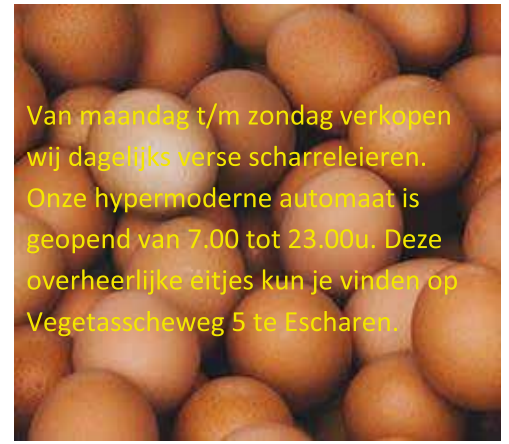 Van maandag t/m zondag verkopen
wij dagelijks verse scharreleieren.
Onze hypermoderne automaat is
geopend van 7.00 tot 23.00u. Deze
overheerlijke eitjes kun je vinden op
Vegetasscheweg 5 te Escharen.